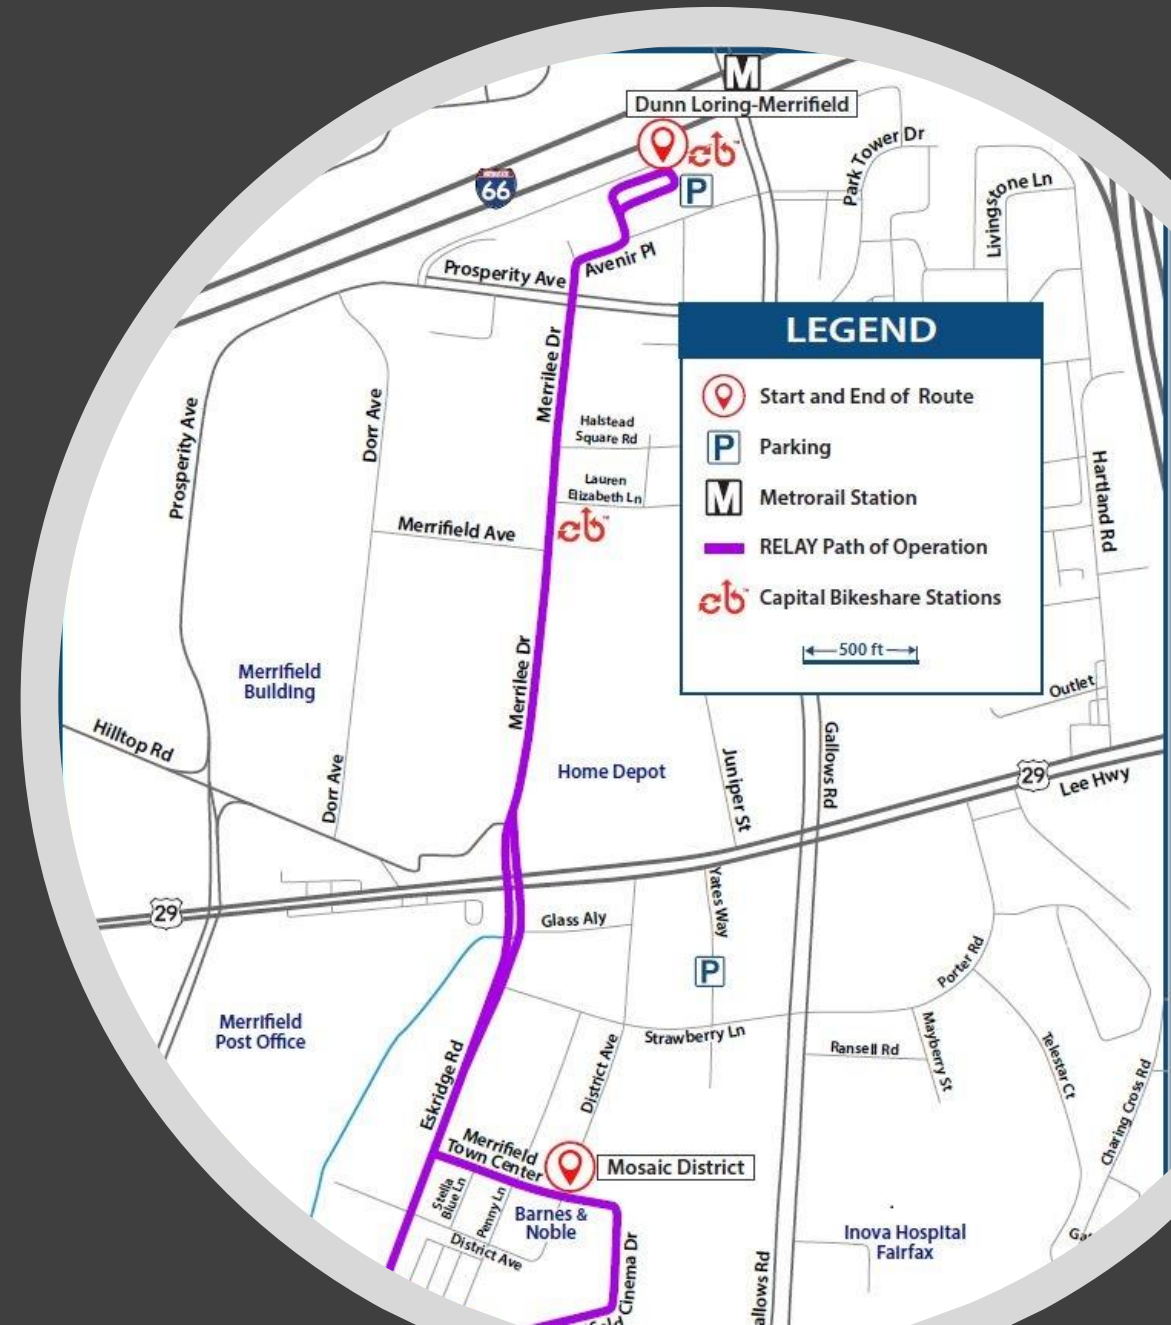 M
Dunn Loring-Merrifield
cb
P
INTERSTATE
66
Park Tower Dr
Livingstone Ln
Avenir Pl
Prosperity Ave
LEGEND
Start and End of Route
P
Parking
M
Metrorail Station
RELAY Path of Operation
cb
Capital Bikeshare Stations
500 ft
Merrilee Dr
Halstead
Square Rd
Lauren
Elizabeth Ln
cb
Prosperity Ave
Dorr Ave
Merrifield Ave
Hartland Rd
Merrilee Dr
Merrifield
Building
Hilltop Rd
Dorr Ave
Home Depot
Juniper St
Gallows Rd
Outlet
29
Lee Hwy
29
Glass Aly
Yates Way
P
Porter Rd
Merrifield
Post Office
Strawberry Ln
Ransell Rd
Mayberry St
Telestar Ct
Charing Cross Rd
Eskridge Rd
District Ave
Merrifield
Town Center
Mosaic District
Stella
Blue Ln
Penny Ln
Barnes &
Noble
District Ave
Cinema Dr
Inova Hospital
Fairfax
allows Rd